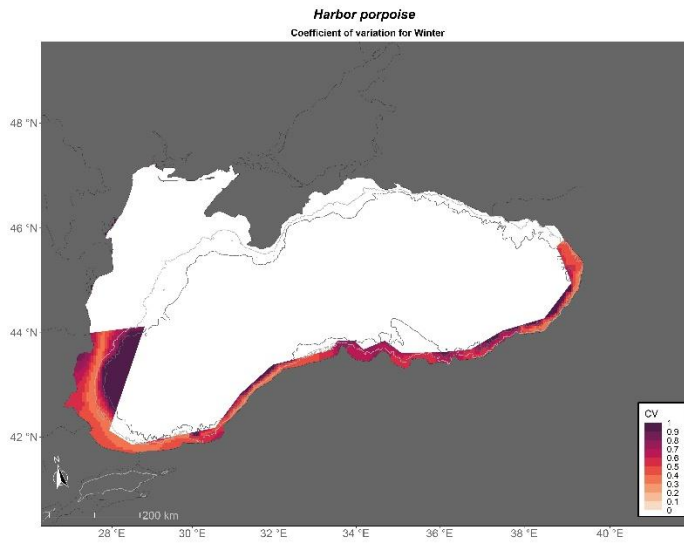 Harbor porpoise
Coefficient of variation for Winter
48 °N
46 °N
44 °N
42 °N
CV
1
0.9
0.8
0.7
0.6
0.5
0.4
0.3
0.2
0.1
0
N
200 km
28 °E
30 °E
32 °E
34 °E
36 °E
38 °E
40 °E